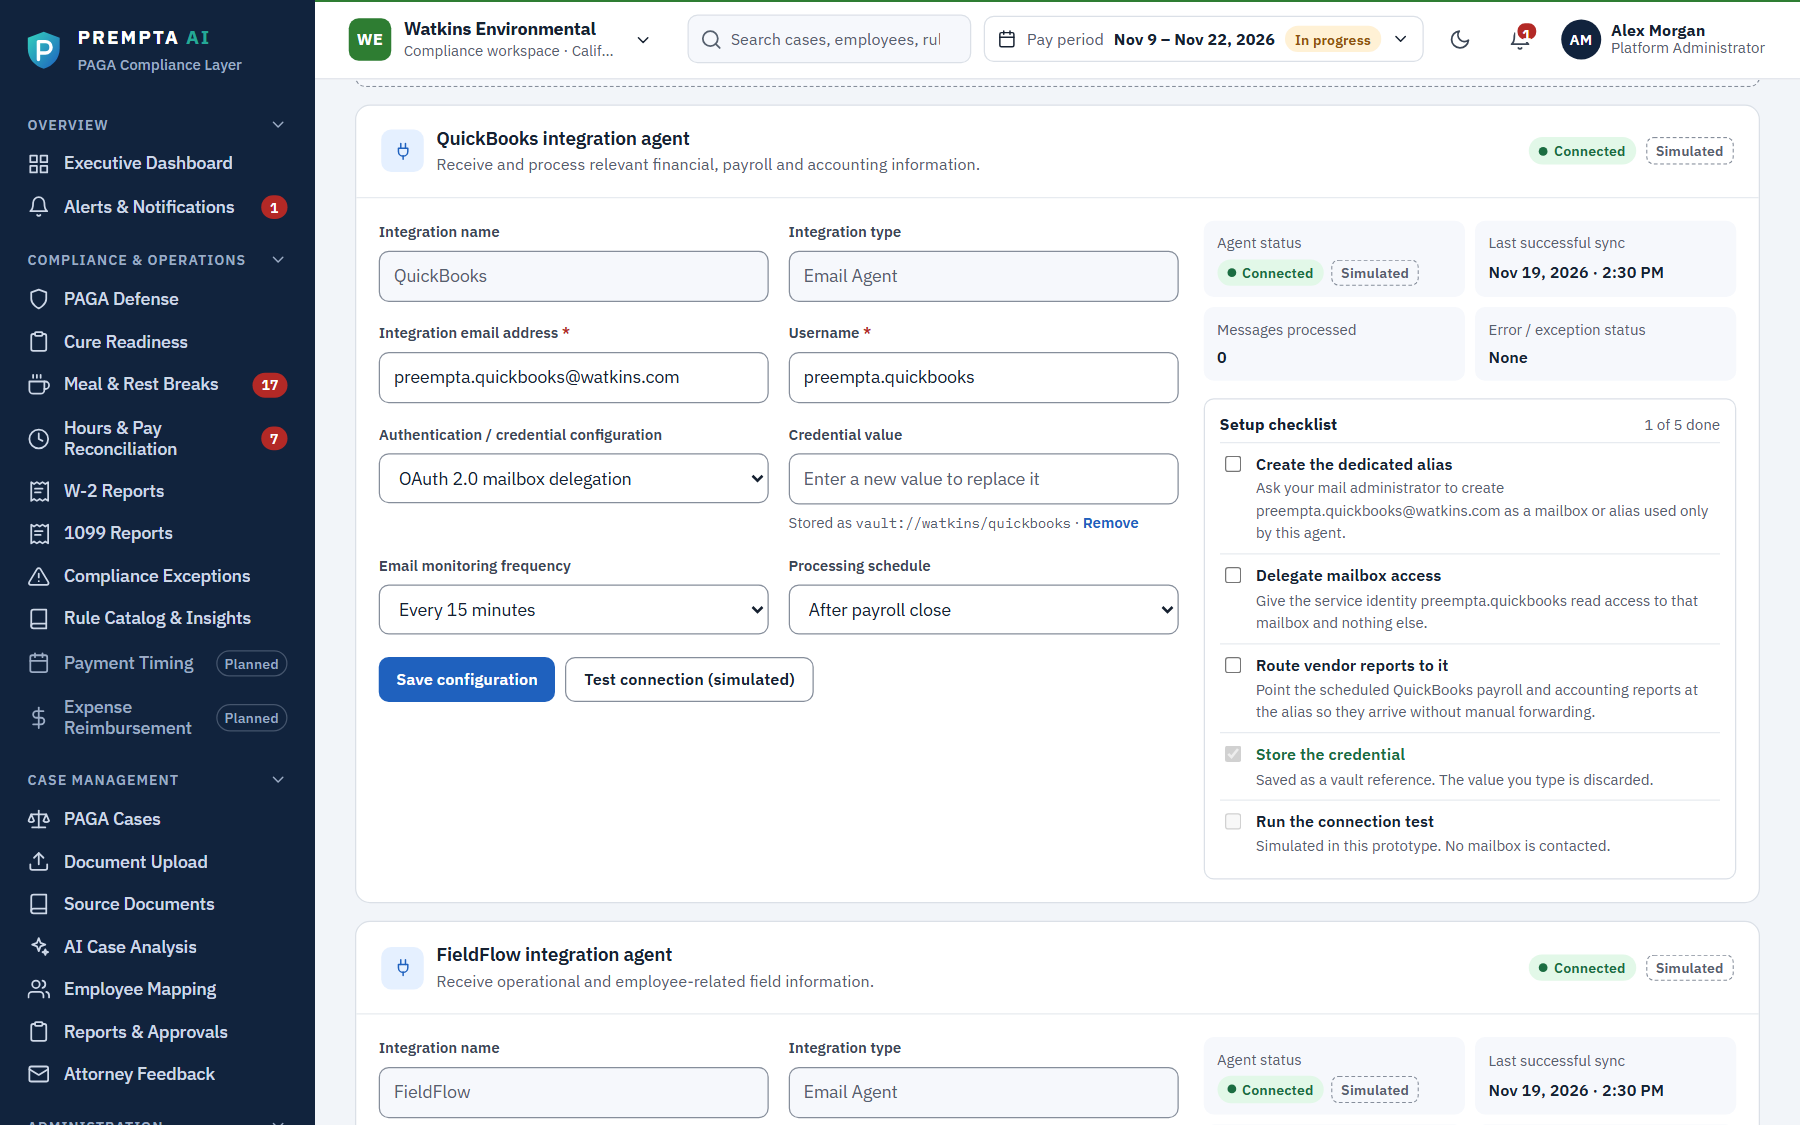 PREMPTA AI
PAGA Compliance Layer
OVERVIEW
Executive Dashboard
Alerts & Notifications
1
COMPLIANCE & OPERATIONS
PAGA Defense
Cure Readiness
Meal & Rest Breaks
17
Hours & Pay
Reconciliation
7
W-2 Reports
1099 Reports
Compliance Exceptions
Rule Catalog & Insights
Payment Timing
Planned
Expense
Reimbursement
Planned
CASE MANAGEMENT
PAGA Cases
Document Upload
Source Documents
AI Case Analysis
Employee Mapping
Reports & Approvals
Attorney Feedback
ADMINISTRATION
WE
Watkins Environmental
Compliance workspace · Calif...
Search cases, employees, rul
Pay period Nov 9 – Nov 22, 2026 In progress
1
AM
Alex Morgan
Platform Administrator
QuickBooks integration agent
Receive and process relevant financial, payroll and accounting information.
Connected
Simulated
Integration name
QuickBooks
Integration type
Email Agent
Integration email address *
preempta.quickbooks@watkins.com
Username *
preempta.quickbooks
Authentication / credential configuration
OAuth 2.0 mailbox delegation
Credential value
Enter a new value to replace it
Stored as vault://watkins/quickbooks · Remove
Email monitoring frequency
Every 15 minutes
Processing schedule
After payroll close
Save configuration
Test connection (simulated)
Agent status
Connected
Simulated
Last successful sync
Nov 19, 2026 · 2:30 PM
Messages processed
0
Error / exception status
None
Setup checklist
1 of 5 done
Create the dedicated alias
Ask your mail administrator to create
preempta.quickbooks@watkins.com as a mailbox or alias used only
by this agent.
Delegate mailbox access
Give the service identity preempta.quickbooks read access to that
mailbox and nothing else.
Route vendor reports to it
Point the scheduled QuickBooks payroll and accounting reports at
the alias so they arrive without manual forwarding.
Store the credential
Saved as a vault reference. The value you type is discarded.
Run the connection test
Simulated in this prototype. No mailbox is contacted.
FieldFlow integration agent
Receive operational and employee-related field information.
Connected
Simulated
Integration name
FieldFlow
Integration type
Email Agent
Agent status
Connected
Simulated
Last successful sync
Nov 19, 2026 · 2:30 PM